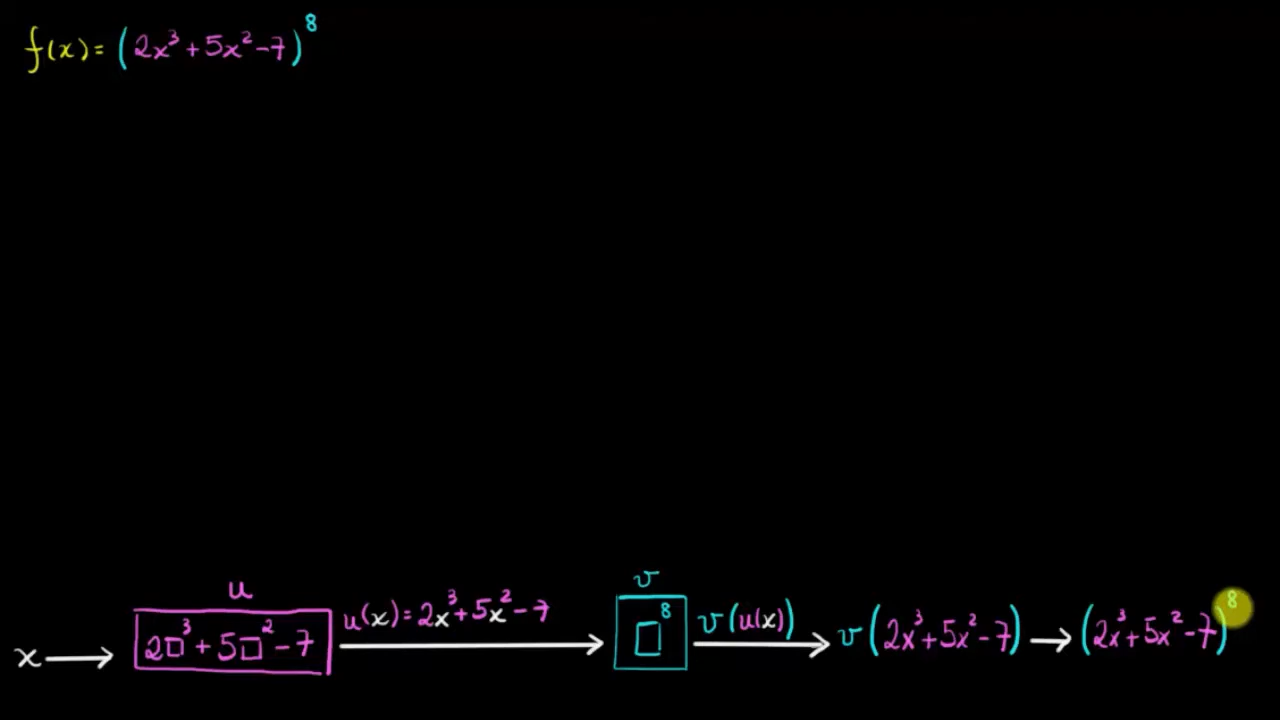 f(x) = (2x³ + 5x² - 7)⁸
u
v
x → 2□³ + 5□² - 7
u(x) = 2x³ + 5x² - 7
□⁸
v(u(x))
v(2x³ + 5x² - 7) → (2x³ + 5x² - 7)⁸